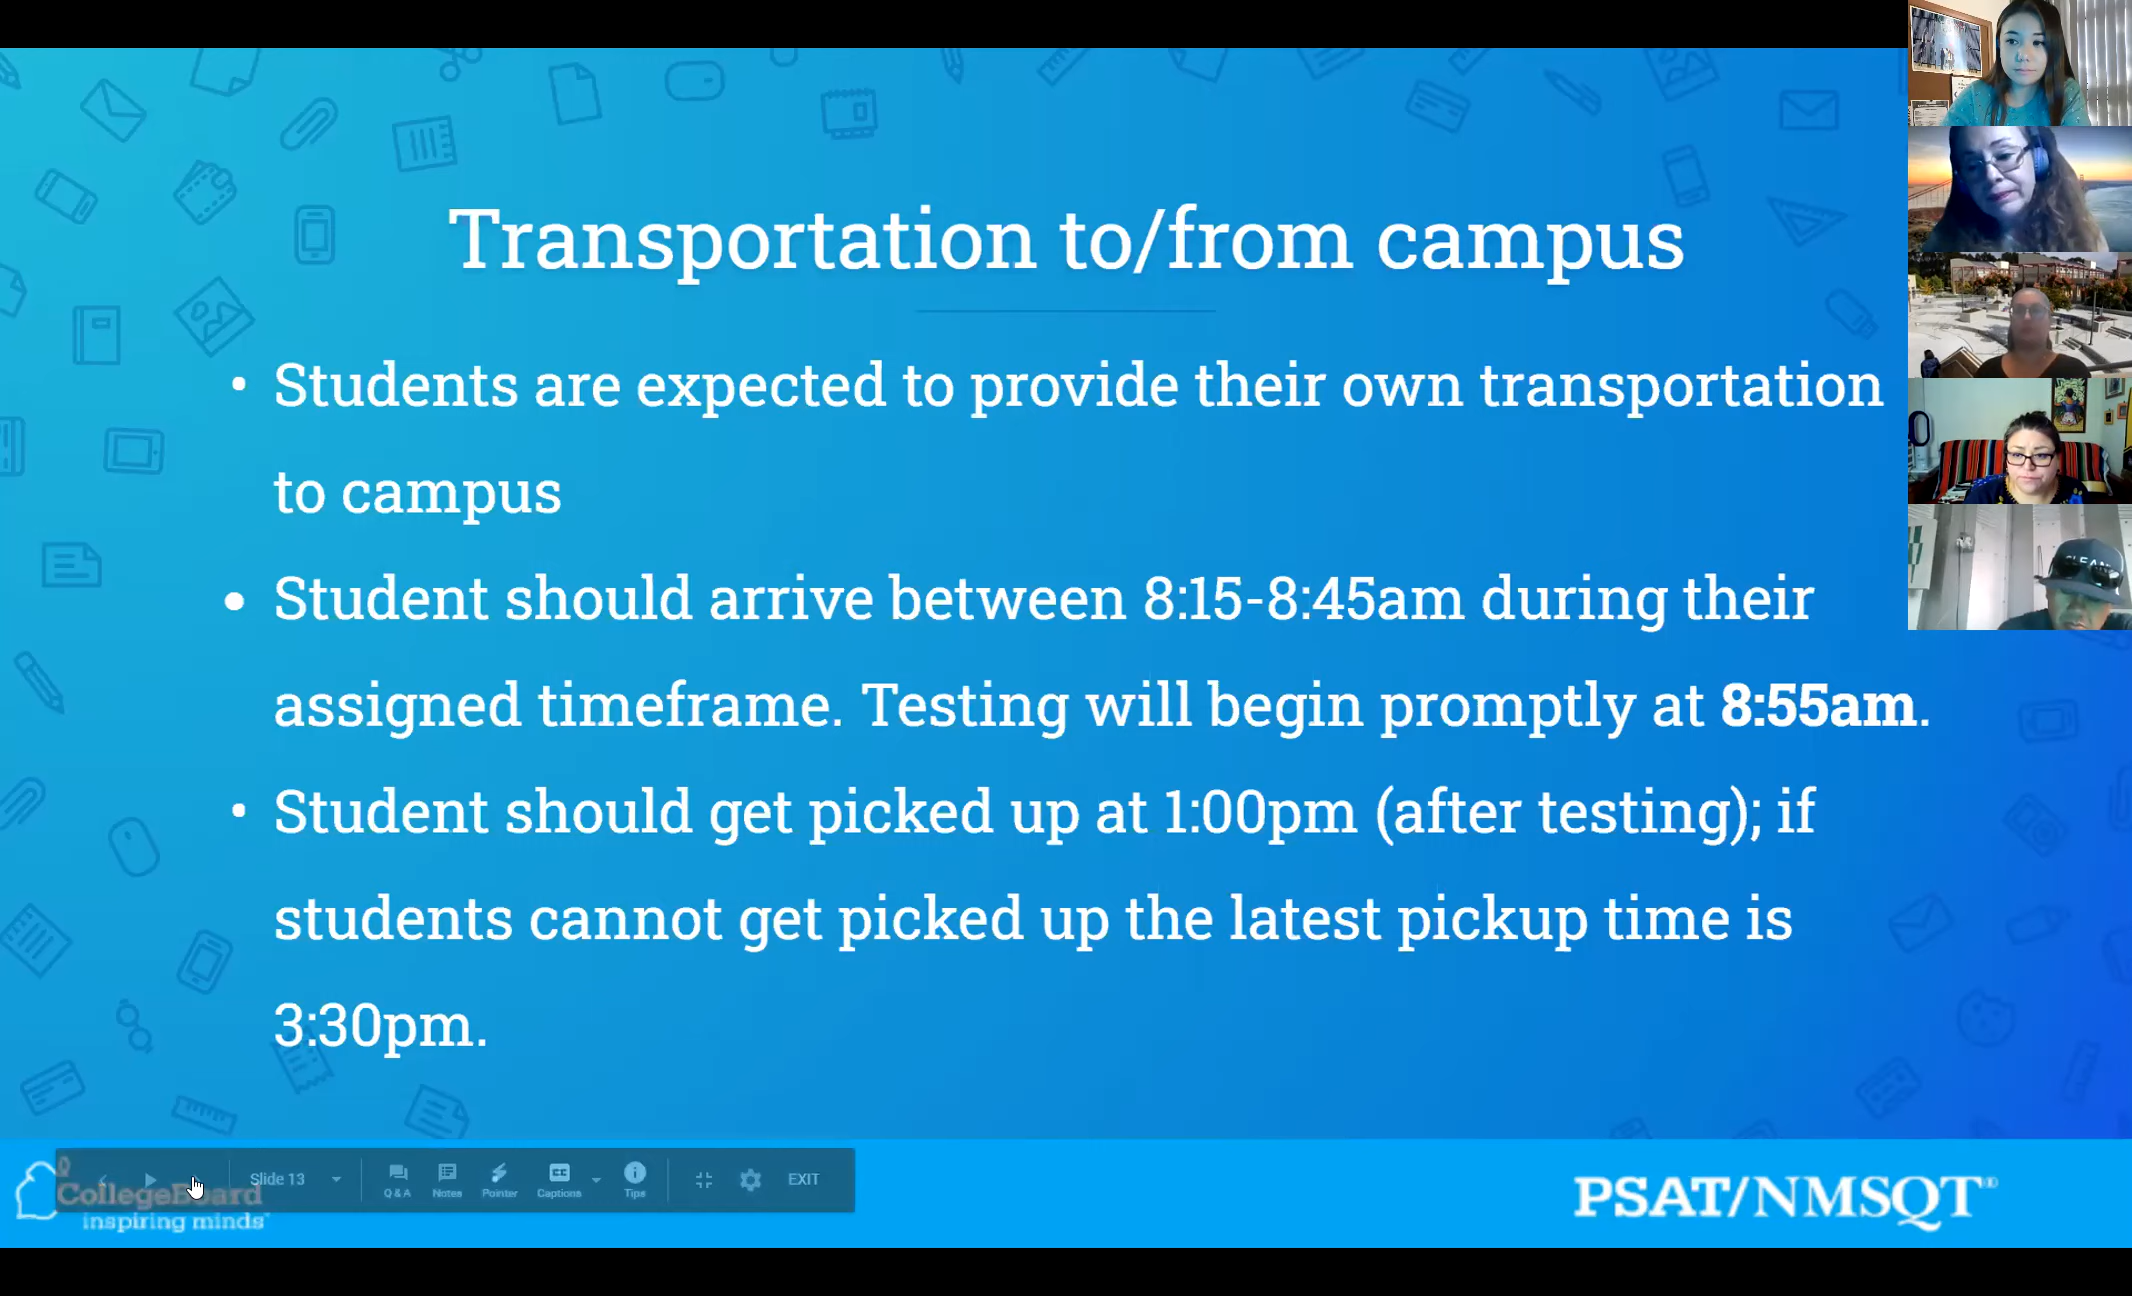 Transportation to/from campus
• Students are expected to provide their own transportation
to campus
• Student should arrive between 8:15-8:45am during their
assigned timeframe. Testing will begin promptly at 8:55am.
• Student should get picked up at 1:00pm (after testing); if
students cannot get picked up the latest pickup time is
3:30pm.
Slide 13
Q & A
Notes
Pointer
Captions
Tips
EXIT
CollegeBoard
inspiring minds
PSAT/NMSQT®